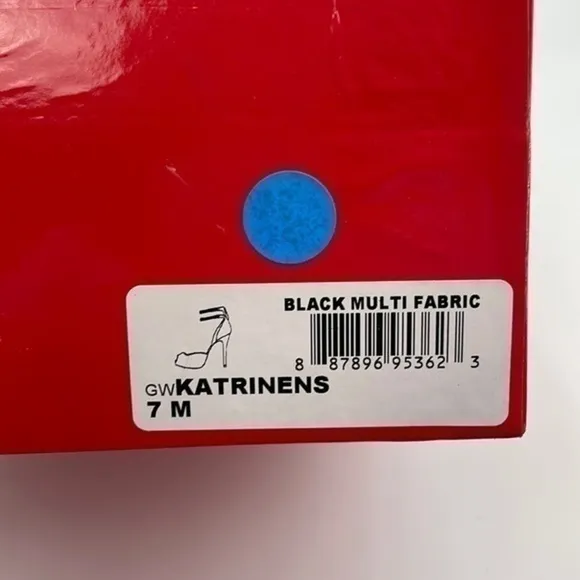 BLACK MULTI FABRIC
8 87896 95362 3
GWKATRINENS
7 M